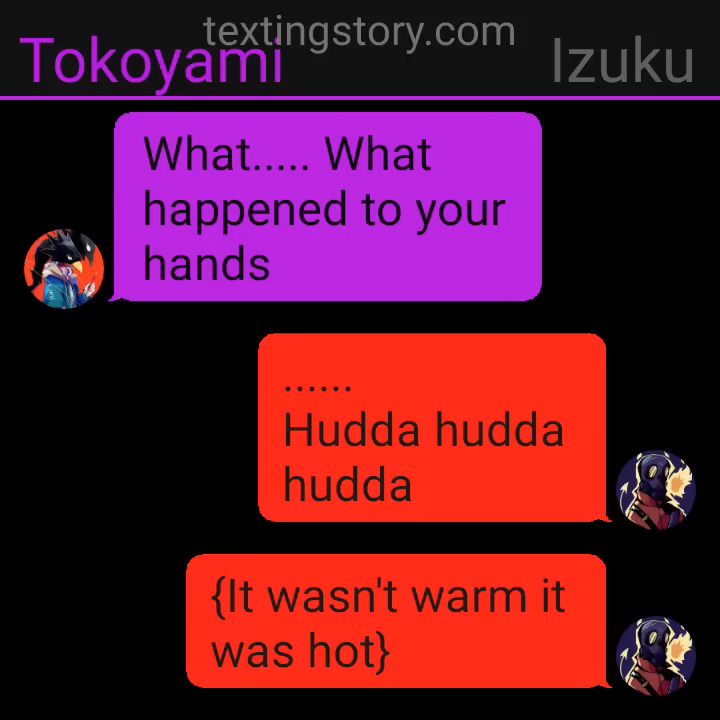 textingstory.com
Tokoyami
Izuku
What..... What
happened to your
hands
......
Hudda hudda
hudda
{It wasn't warm it
was hot}